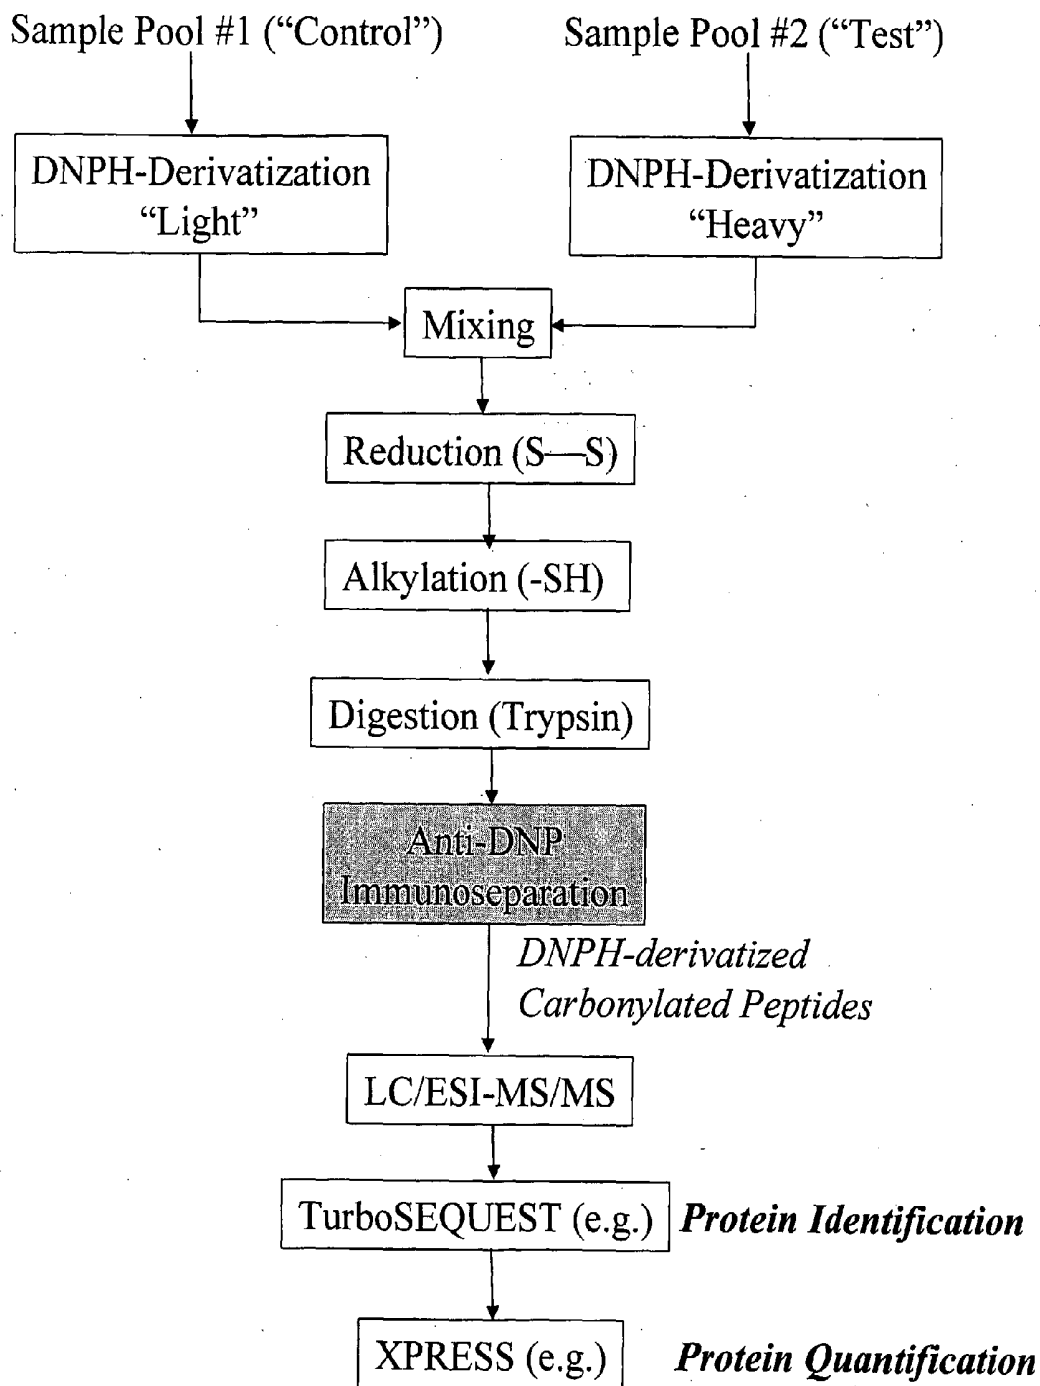 Sample Pool #1 (“Control”)
Sample Pool #2 (“Test”)
DNPH-Derivatization
“Light”
DNPH-Derivatization
“Heavy”
Mixing
Reduction (S—S)
Alkylation (-SH)
Digestion (Trypsin)
Anti-DNP
Immunoseparation
DNPH-derivatized
Carbonylated Peptides
LC/ESI-MS/MS
TurboSEQUEST (e.g.)
Protein Identification
XPRESS (e.g.)
Protein Quantification